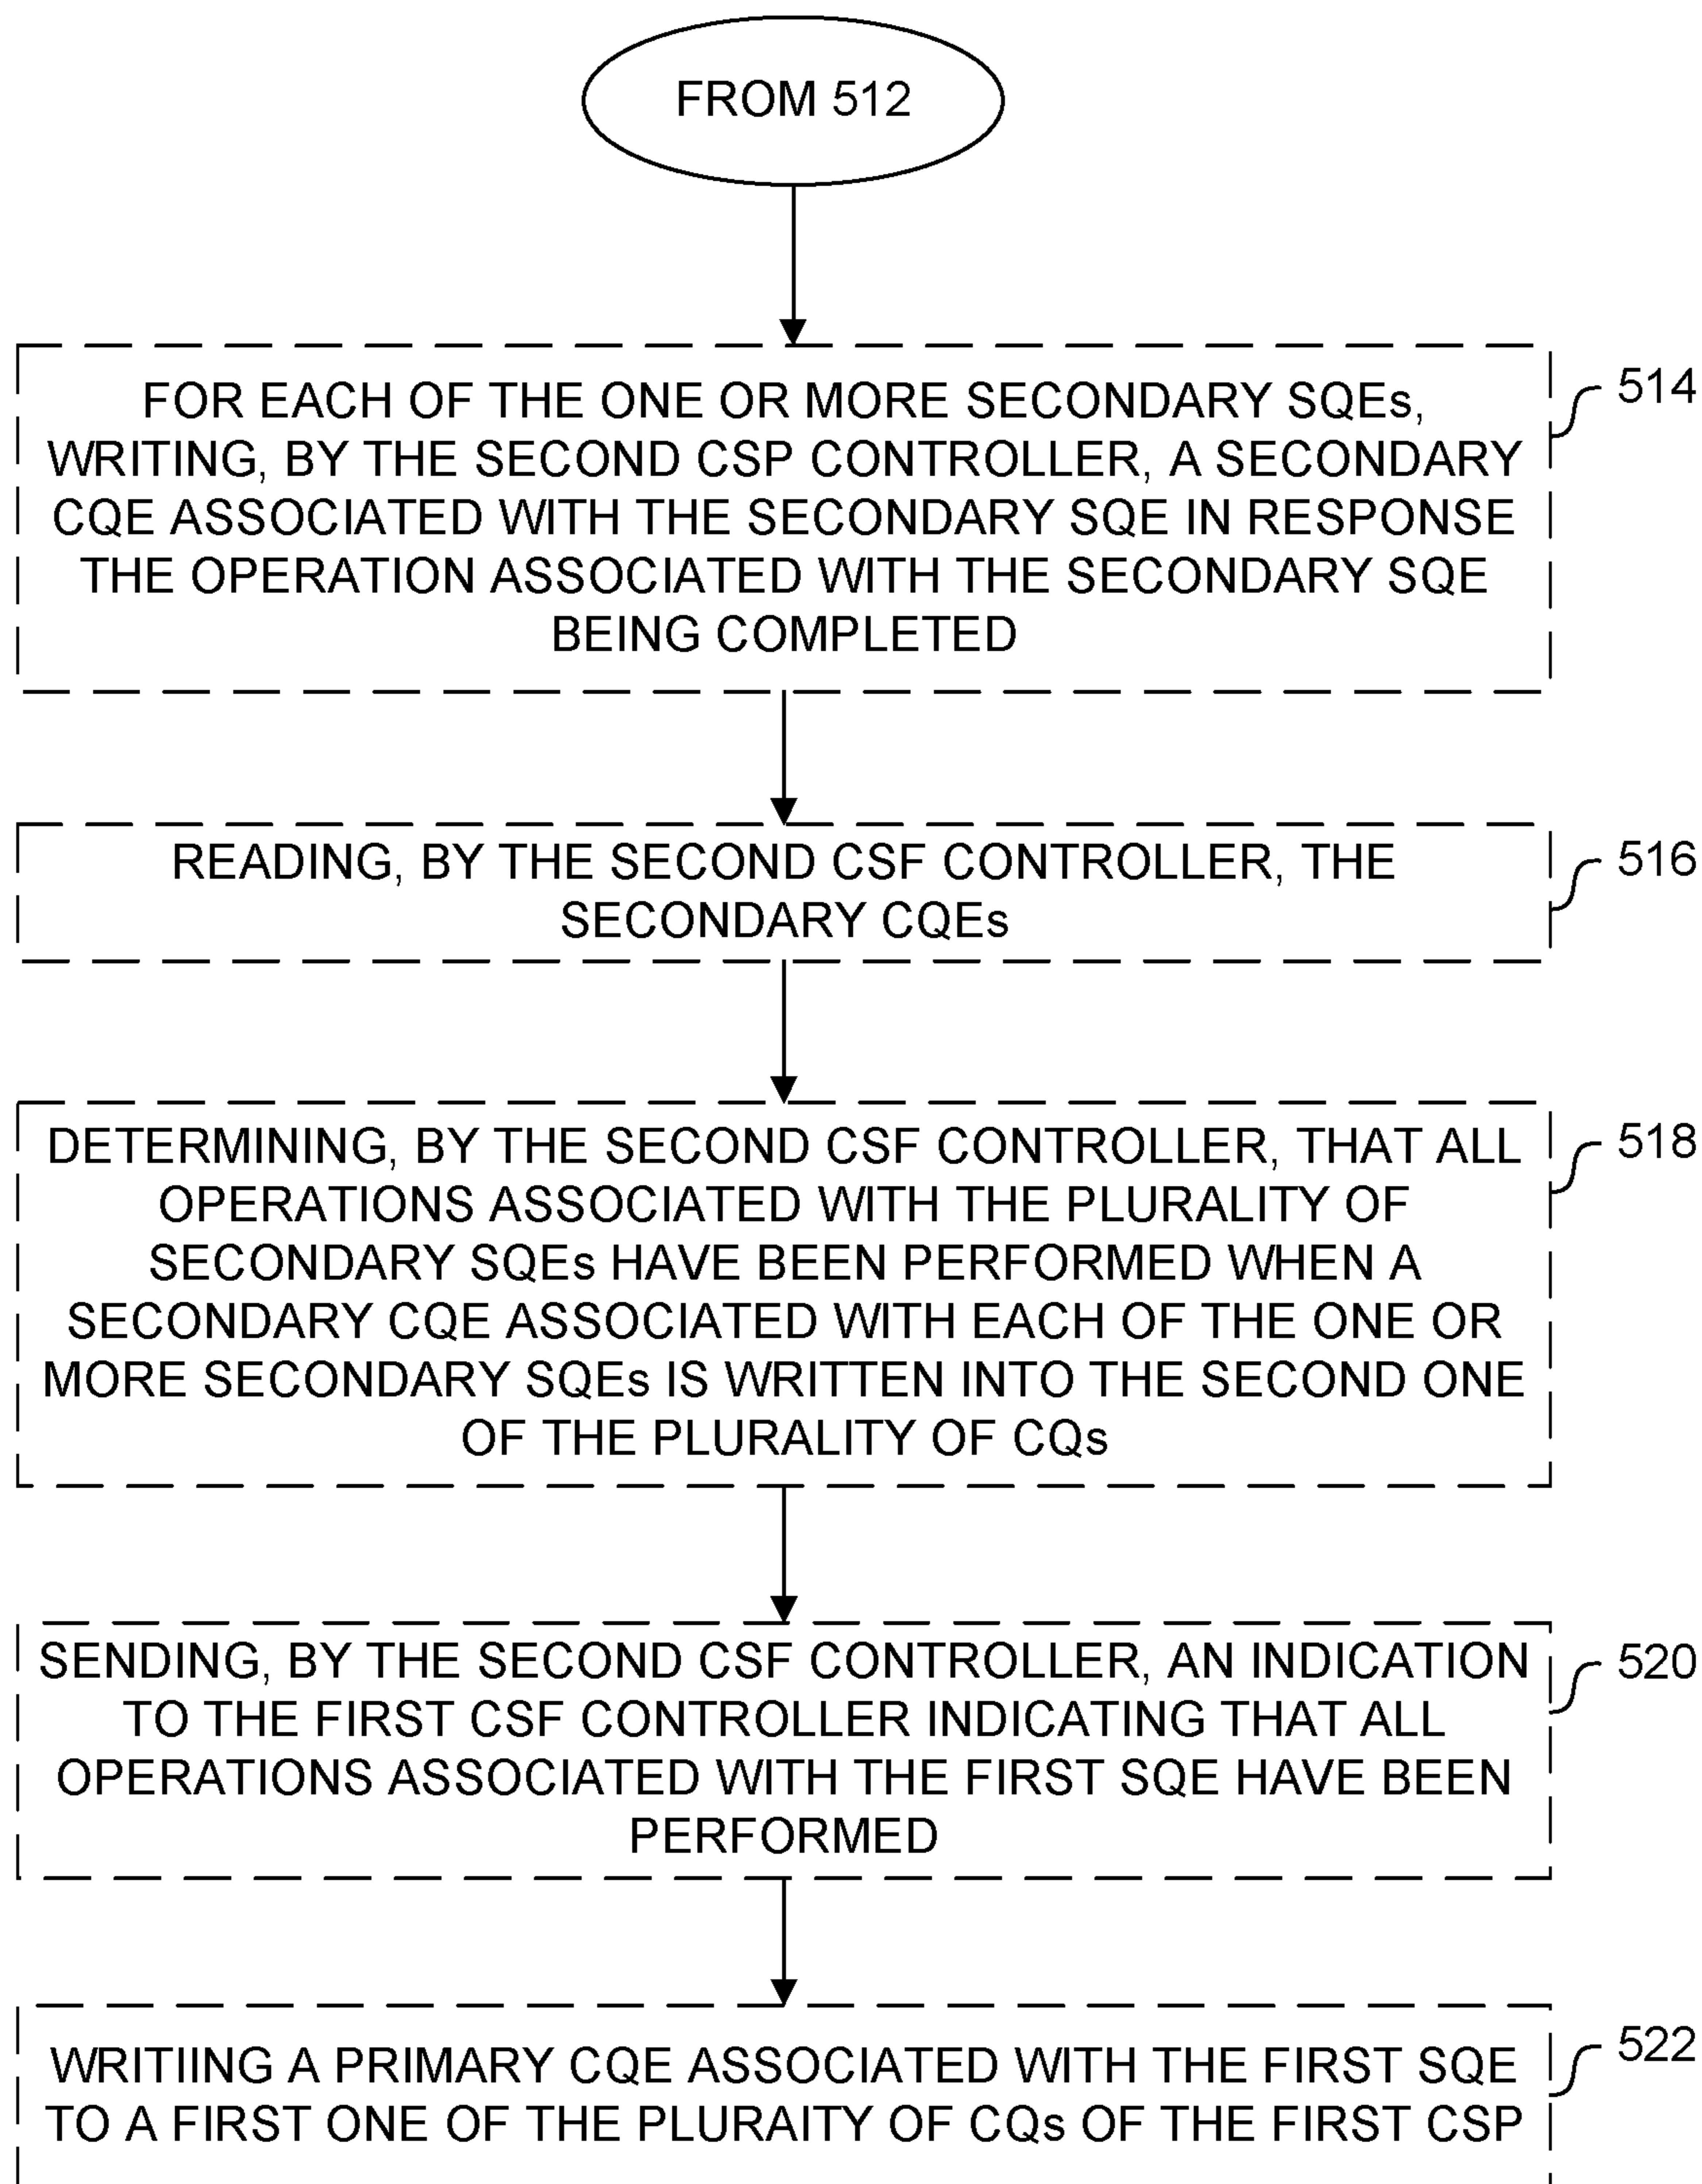 FROM 512
FOR EACH OF THE ONE OR MORE SECONDARY SQEs,
514
WRITING, BY THE SECOND CSP CONTROLLER, A SECONDARY
CQE ASSOCIATED WITH THE SECONDARY SQE IN RESPONSE
THE OPERATION ASSOCIATED WITH THE SECONDARY SQE
BEING COMPLETED
READING, BY THE SECOND CSF CONTROLLER, THE
516
SECONDARY CQEs
DETERMINING, BY THE SECOND CSF CONTROLLER, THAT ALL
518
OPERATIONS ASSOCIATED WITH THE PLURALITY OF
SECONDARY SQEs HAVE BEEN PERFORMED WHEN A
SECONDARY CQE ASSOCIATED WITH EACH OF THE ONE OR
MORE SECONDARY SQEs IS WRITTEN INTO THE SECOND ONE
OF THE PLURALITY OF CQs
SENDING, BY THE SECOND CSF CONTROLLER, AN INDICATION
520
TO THE FIRST CSF CONTROLLER INDICATING THAT ALL
OPERATIONS ASSOCIATED WITH THE FIRST SQE HAVE BEEN
PERFORMED
WRITIING A PRIMARY CQE ASSOCIATED WITH THE FIRST SQE
522
TO A FIRST ONE OF THE PLURAITY OF CQs OF THE FIRST CSP